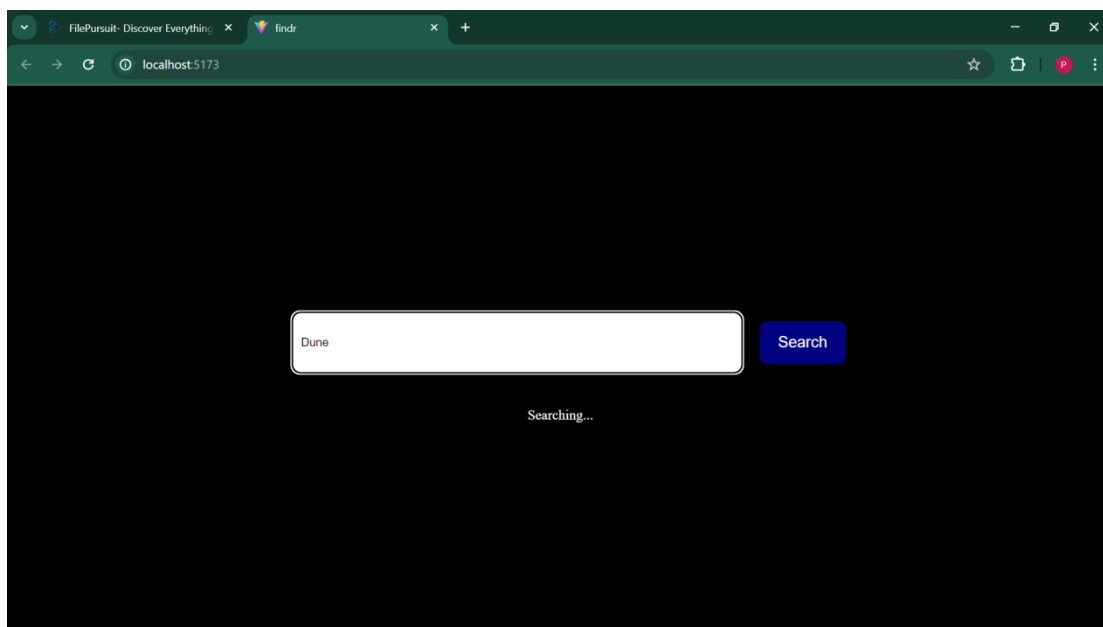 FilePursuit- Discover Everything
findr
localhost:5173
P
Dune
Search
Searching...